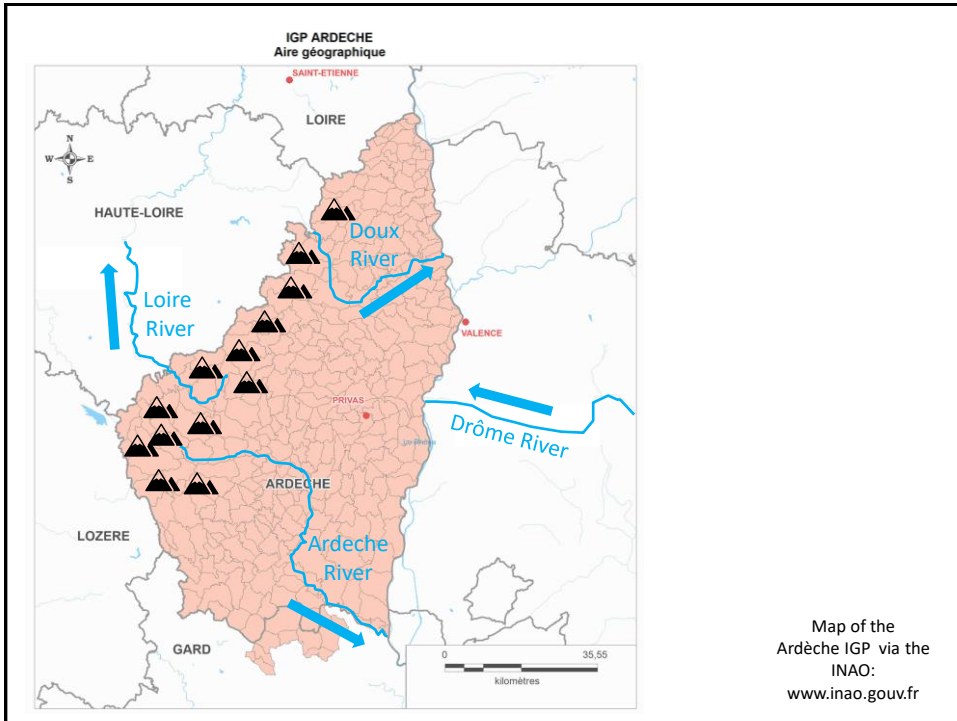 IGP ARDECHE
Aire géographique
SAINT-ETIENNE
LOIRE
N
W E
S
HAUTE-LOIRE
Doux
River
Loire
River
VALENCE
PRIVAS
Drôme River
ARDECHE
LOZERE
Ardeche
River
GARD
0 35,55
kilomètres
Map of the
Ardèche IGP via the
INAO:
www.inao.gouv.fr